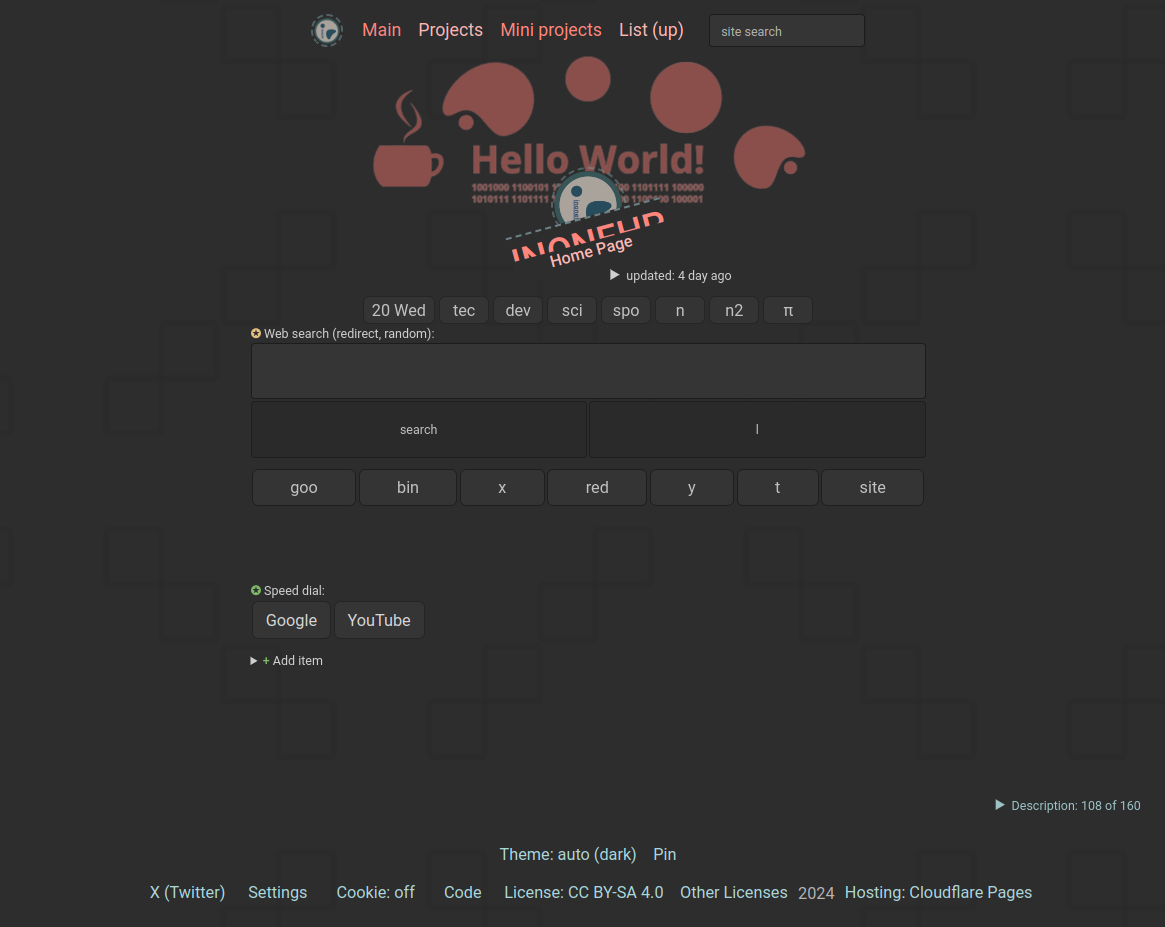 Main Projects Mini projects List (up) site search
Hello World!
1001000 1100101 1101111 100000
1010111 1101111 100001
Home Page
updated: 4 day ago
20 Wed tec dev sci spo n n2 π
Web search (redirect, random):
search l
goo bin x red y t site
Speed dial:
Google YouTube
+ Add item
Description: 108 of 160
Theme: auto (dark) Pin
X (Twitter) Settings Cookie: off Code License: CC BY-SA 4.0 Other Licenses 2024 Hosting: Cloudflare Pages